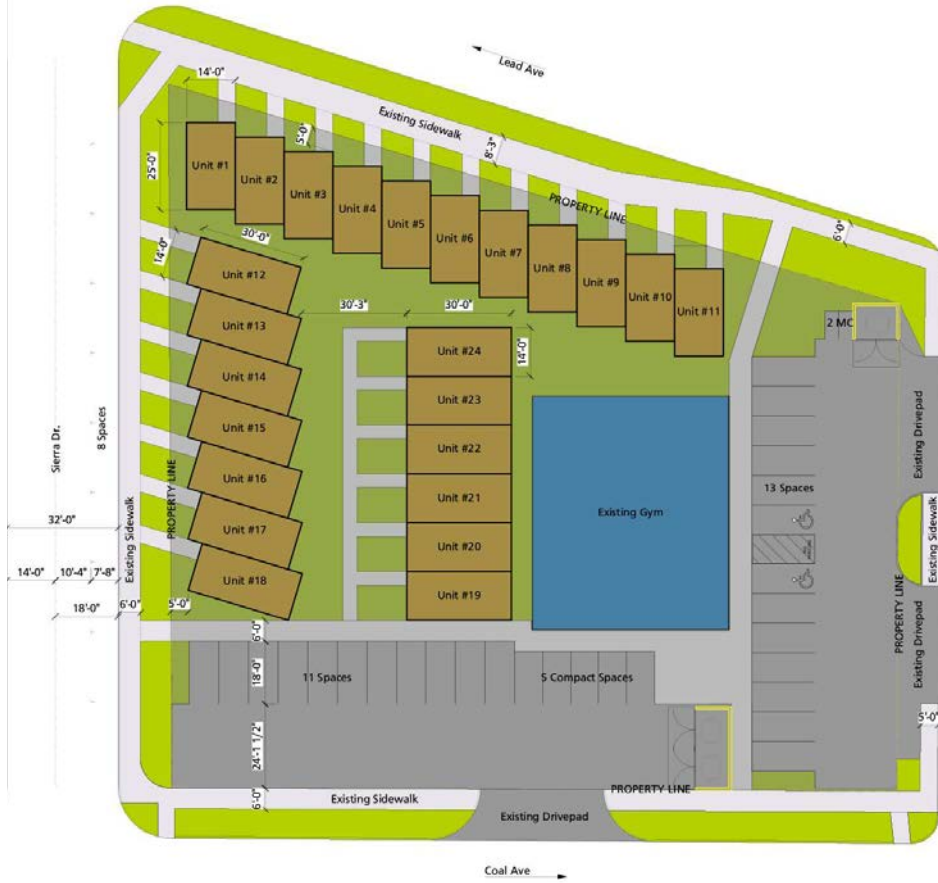 Lead Ave
14'-0"
Existing Sidewalk
5'-0"
8'-3"
25'-0"
Unit #1
Unit #2
Unit #3
Unit #4
Unit #5
Unit #6
Unit #7
Unit #8
Unit #9
Unit #10
Unit #11
PROPERTY LINE
6'-0"
14'-0"
30'-0"
Unit #12
Unit #13
Unit #14
Unit #15
Unit #16
Unit #17
Unit #18
30'-3"
30'-0"
14'-0"
Unit #24
Unit #23
Unit #22
Unit #21
Unit #20
Unit #19
Existing Gym
2 MC
13 Spaces
Existing Drivepad
Existing Sidewalk
PROPERTY LINE
Existing Drivepad
5'-0"
Sierra Dr.
8 Spaces
PROPERTY LINE
Existing Sidewalk
32'-0"
14'-0"
10'-4"
7'-8"
18'-0"
6'-0"
5'-0"
6'-0"
18'-0"
11 Spaces
5 Compact Spaces
24'-1 1/2"
6'-0"
PROPERTY LINE
Existing Sidewalk
Existing Drivepad
Coal Ave